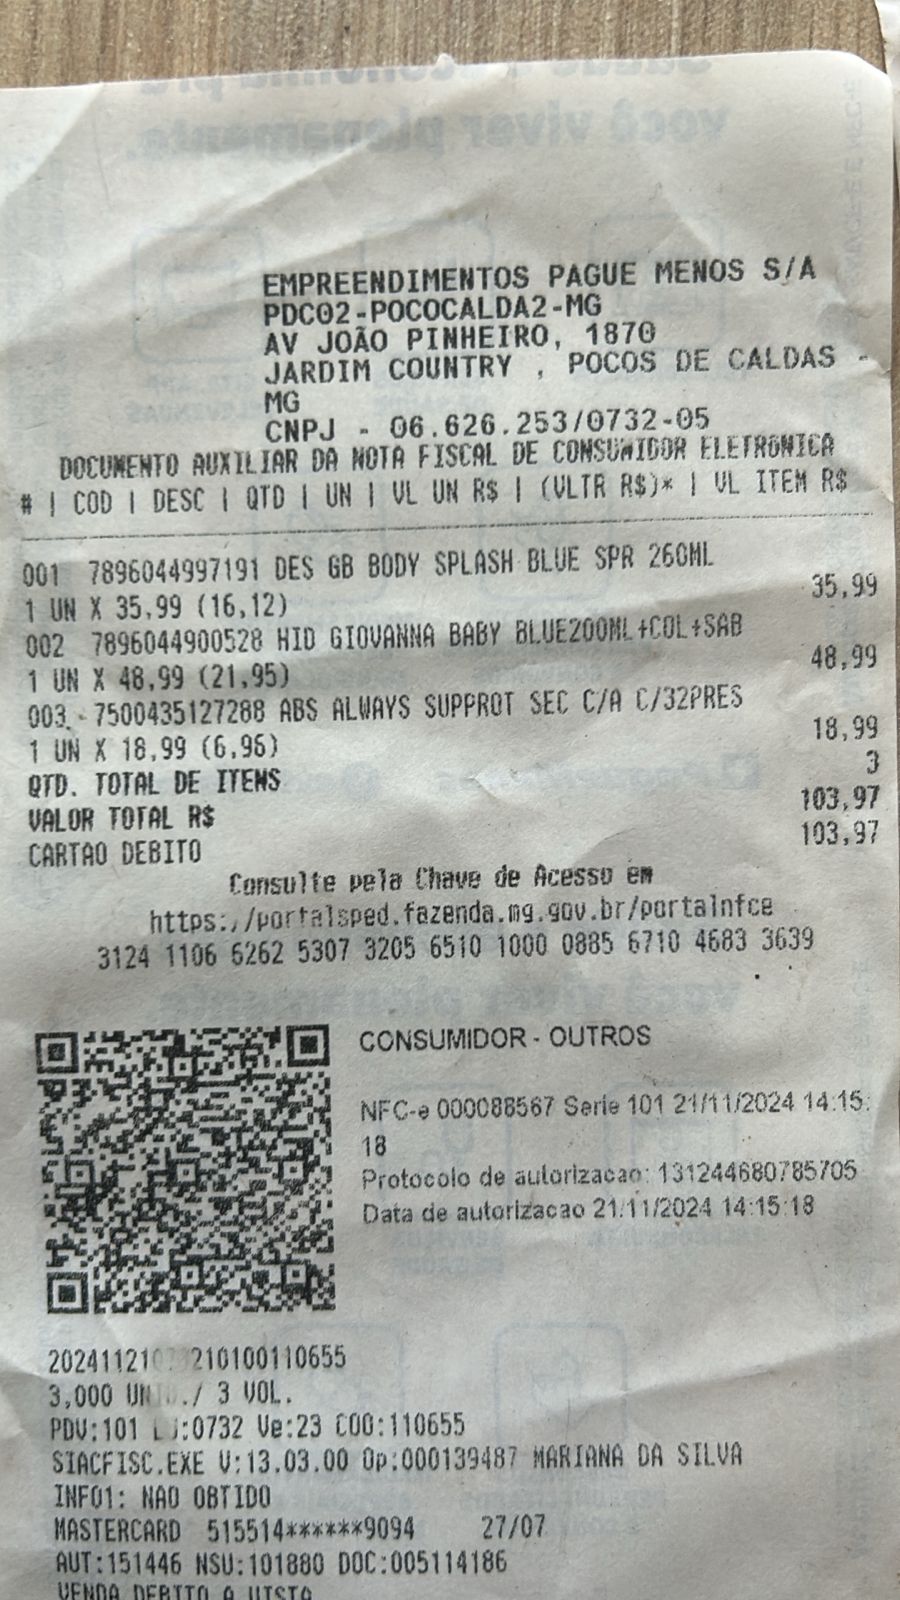 EMPREENDIMENTOS PAGUE MENOS S/A
PDC02-POCOCALDA2-MG
AV JOÃO PINHEIRO, 1870
JARDIM COUNTRY , POCOS DE CALDAS -
MG
CNPJ - 06.626.253/0732-05
DOCUMENTO AUXILIAR DA NOTA FISCAL DE CONSUMIDOR ELETRONICA
# | COD | DESC | QTD | UN | VL UN R$ | (VLTR R$)* | VL ITEM R$
001 7896044997191 DES GB BODY SPLASH BLUE SPR 260ML
1 UN X 35,99 (16,12) 35,99
002 7896044900528 HID GIOVANNA BABY BLUE200ML+COL+SAB
1 UN X 48,99 (21,95) 48,99
003 7500435127288 ABS ALWAYS SUPPROT SEC C/A C/32PRES
1 UN X 18,99 (6,96) 18,99
QTD. TOTAL DE ITENS 3
VALOR TOTAL R$ 103,97
CARTAO DEBITO 103,97
Consulte pela Chave de Acesso em
https://portalsped.fazenda.mg.gov.br/portalnfce
3124 1106 6262 5307 3205 6510 1000 0885 6710 4683 3639
CONSUMIDOR - OUTROS
NFC-e 000088567 Serie 101 21/11/2024 14:15:
18
Protocolo de autorizacao: 131244680785705
Data de autorizacao 21/11/2024 14:15:18
3,000 / 3 VOL.
PDV:101 :0732 Ve:23 COO:110655
SIACFISC.EXE V:13.03.00 Op:000139487 MARIANA DA SILVA
INFO1: NAO OBTIDO
MASTERCARD 515514******9094 27/07
AUT:151446 NSU:101880 DOC:005114186
VENDA DEBITO A VISTA